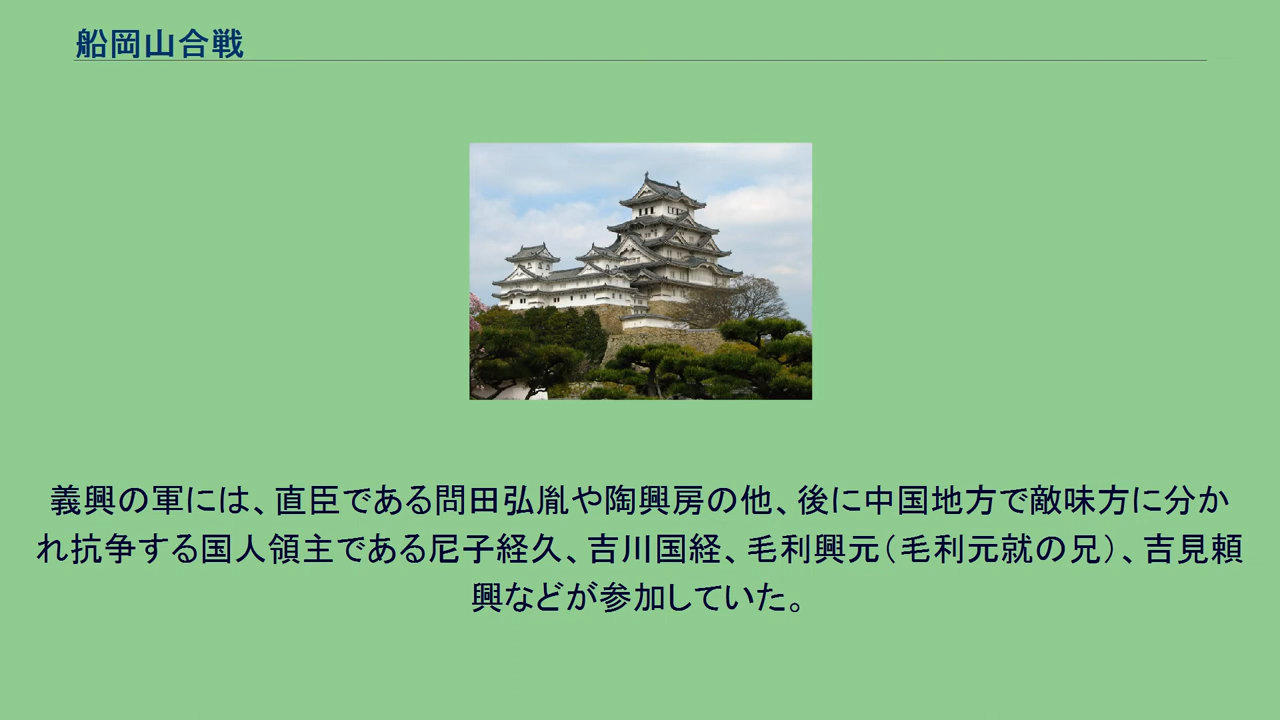 船岡山合戦
義興の軍には、直臣である問田弘胤や陶興房の他、後に中国地方で敵味方に分か
れ抗争する国人領主である尼子経久、吉川国経、毛利興元（毛利元就の兄）、吉見頼
興などが参加していた。